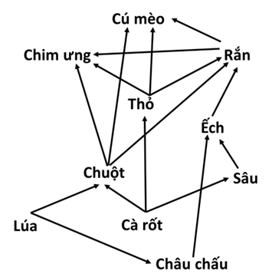 Cú mèo
Chim ưng
Rắn
Thỏ
Ếch
Chuột
Sâu
Lúa
Cà rốt
Châu chấu